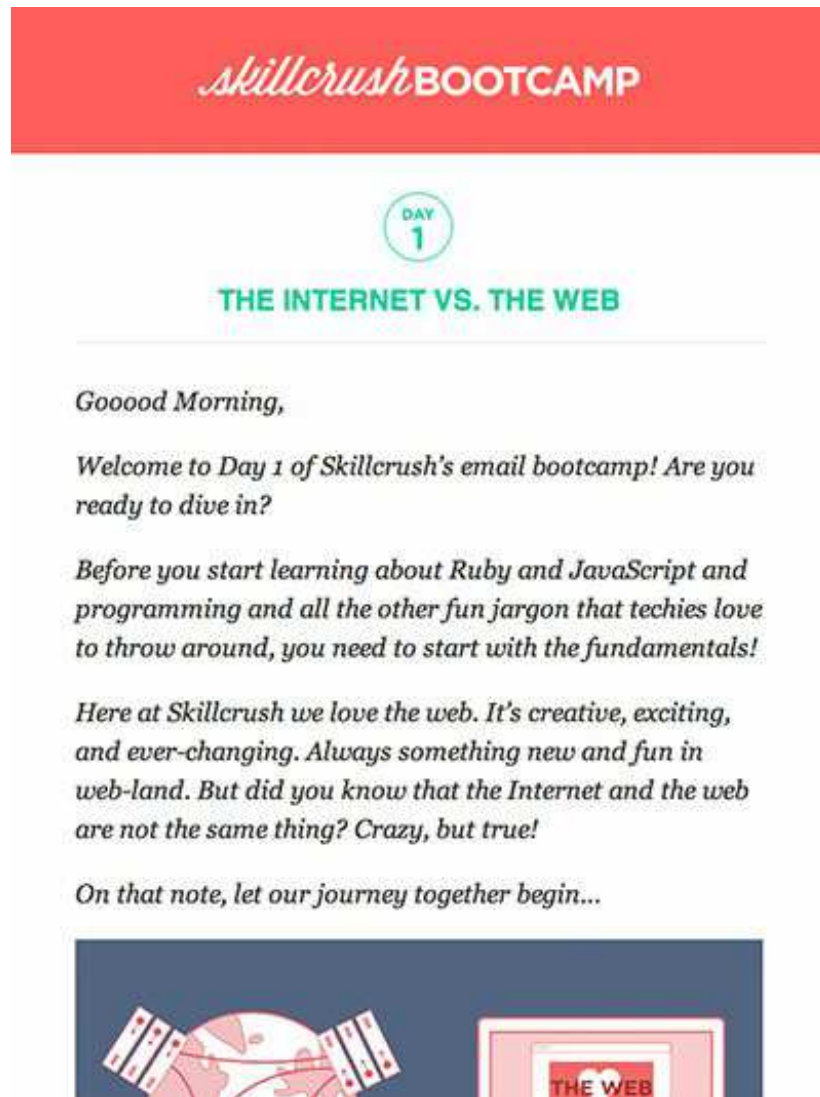 skillcrushBOOTCAMP
DAY
1
THE INTERNET VS. THE WEB
Gooood Morning,
Welcome to Day 1 of Skillcrush's email bootcamp! Are you
ready to dive in?
Before you start learning about Ruby and JavaScript and
programming and all the other fun jargon that techies love
to throw around, you need to start with the fundamentals!
Here at Skillcrush we love the web. It's creative, exciting,
and ever-changing. Always something new and fun in
web-land. But did you know that the Internet and the web
are not the same thing? Crazy, but true!
On that note, let our journey together begin...
THE WEB